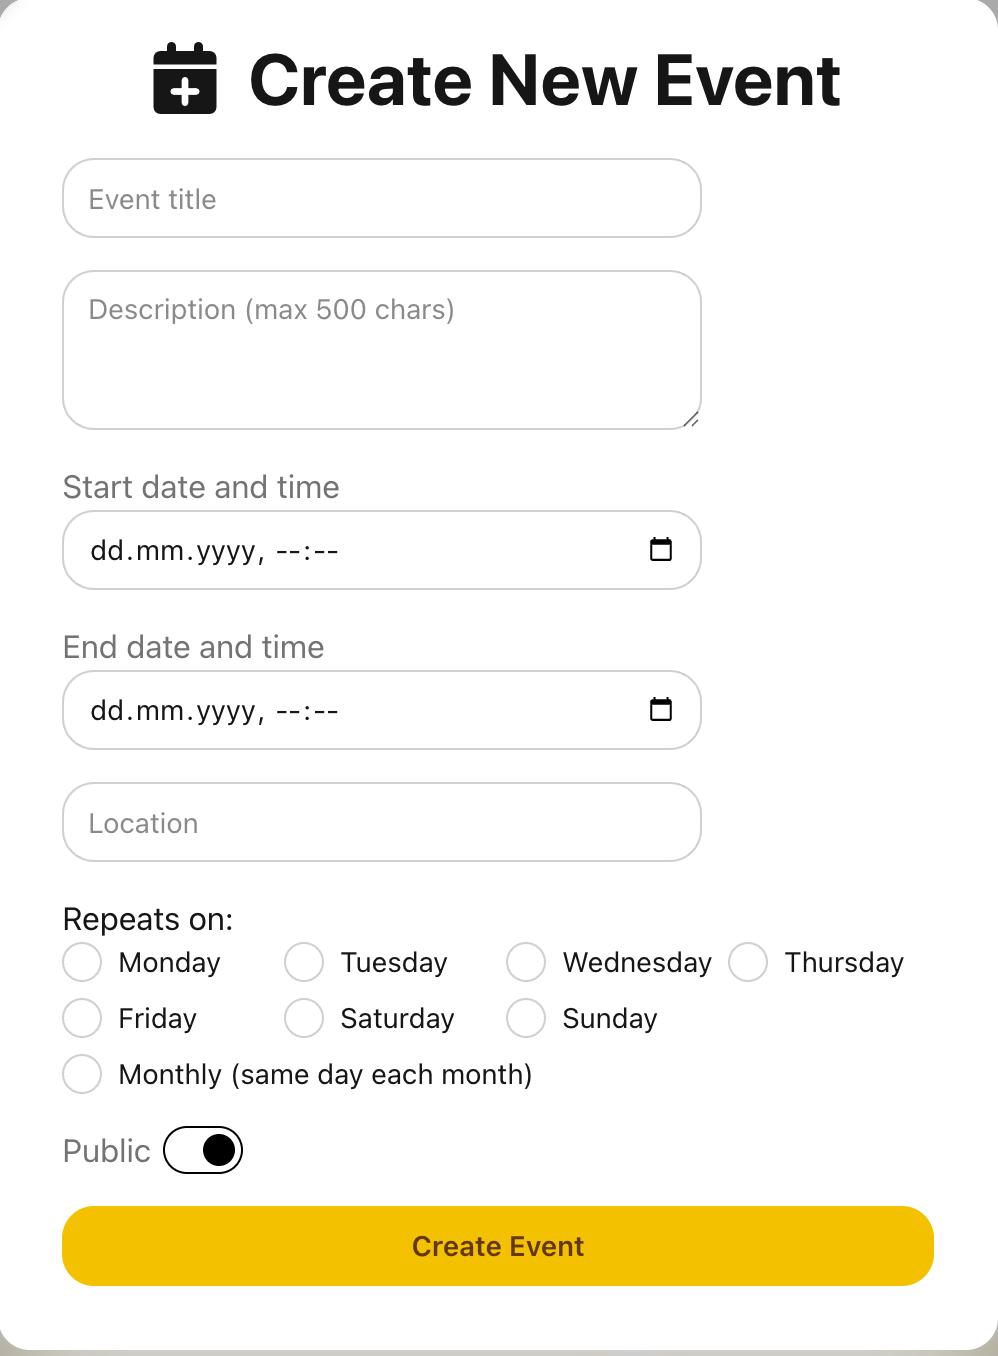 Create New Event
Event title
Description (max 500 chars)
Start date and time
dd.mm.yyyy, --:--
End date and time
dd.mm.yyyy, --:--
Location
Repeats on:
Monday Tuesday Wednesday Thursday
Friday Saturday Sunday
Monthly (same day each month)
Public
Create Event